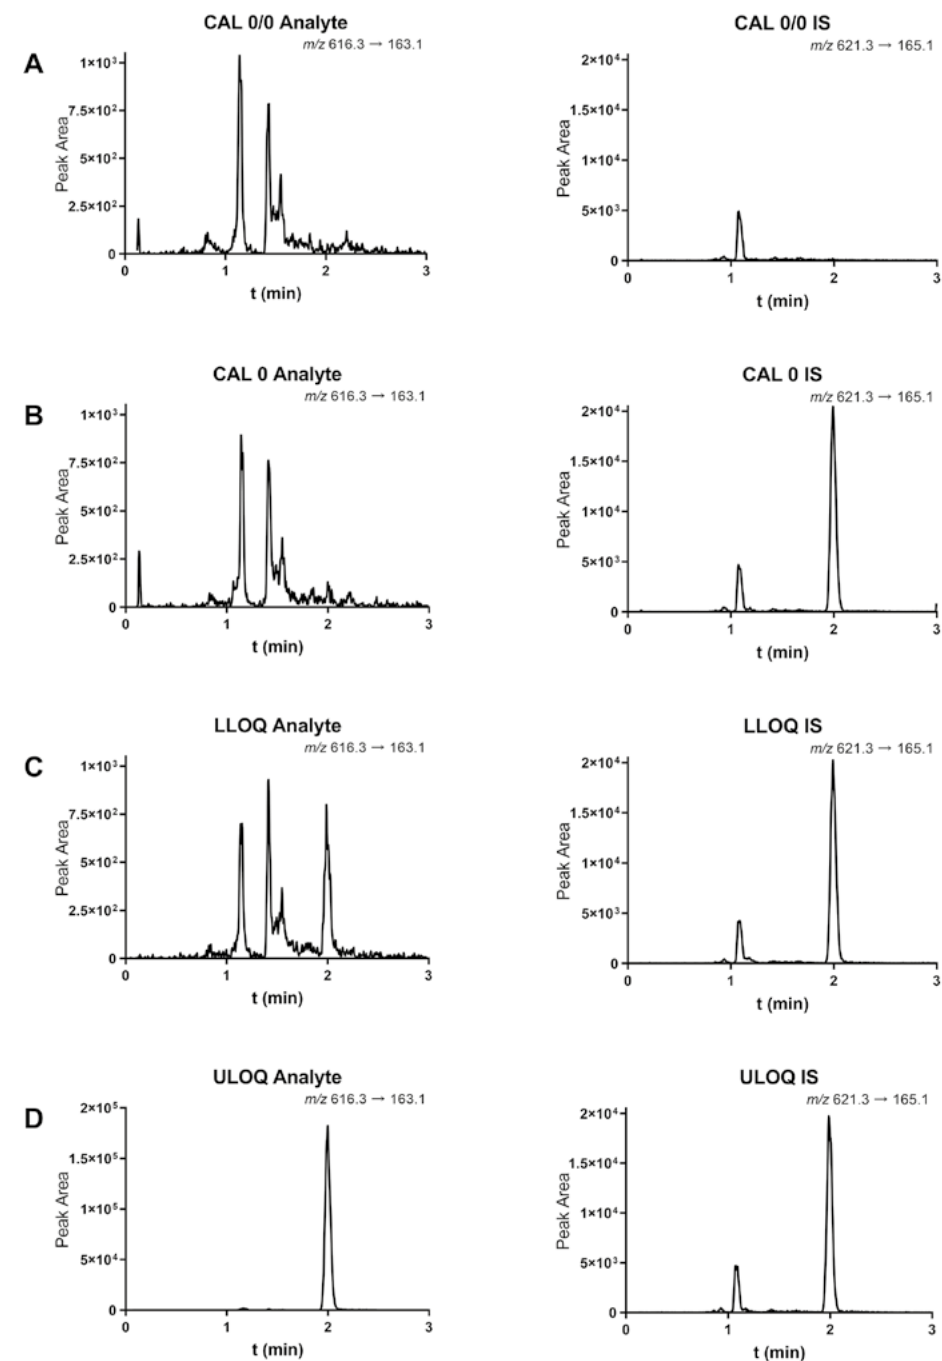 CAL 0/0 Analyte
m/z 616.3 → 163.1
A
Peak Area
1×10³
7.5×10²
5×10²
2.5×10²
0
0 1 2 3
t (min)
CAL 0/0 IS
m/z 621.3 → 165.1
Peak Area
2×10⁴
1.5×10⁴
1×10⁴
5×10³
0
0 1 2 3
t (min)
CAL 0 Analyte
m/z 616.3 → 163.1
B
Peak Area
1×10³
7.5×10²
5×10²
2.5×10²
0
0 1 2 3
t (min)
CAL 0 IS
m/z 621.3 → 165.1
Peak Area
2×10⁴
1.5×10⁴
1×10⁴
5×10³
0
0 1 2 3
t (min)
LLOQ Analyte
m/z 616.3 → 163.1
C
Peak Area
1×10³
7.5×10²
5×10²
2.5×10²
0
0 1 2 3
t (min)
LLOQ IS
m/z 621.3 → 165.1
Peak Area
2×10⁴
1.5×10⁴
1×10⁴
5×10³
0
0 1 2 3
t (min)
ULOQ Analyte
m/z 616.3 → 163.1
D
Peak Area
2×10⁵
1.5×10⁵
1×10⁵
5×10⁴
0
0 1 2 3
t (min)
ULOQ IS
m/z 621.3 → 165.1
Peak Area
2×10⁴
1.5×10⁴
1×10⁴
5×10³
0
0 1 2 3
t (min)